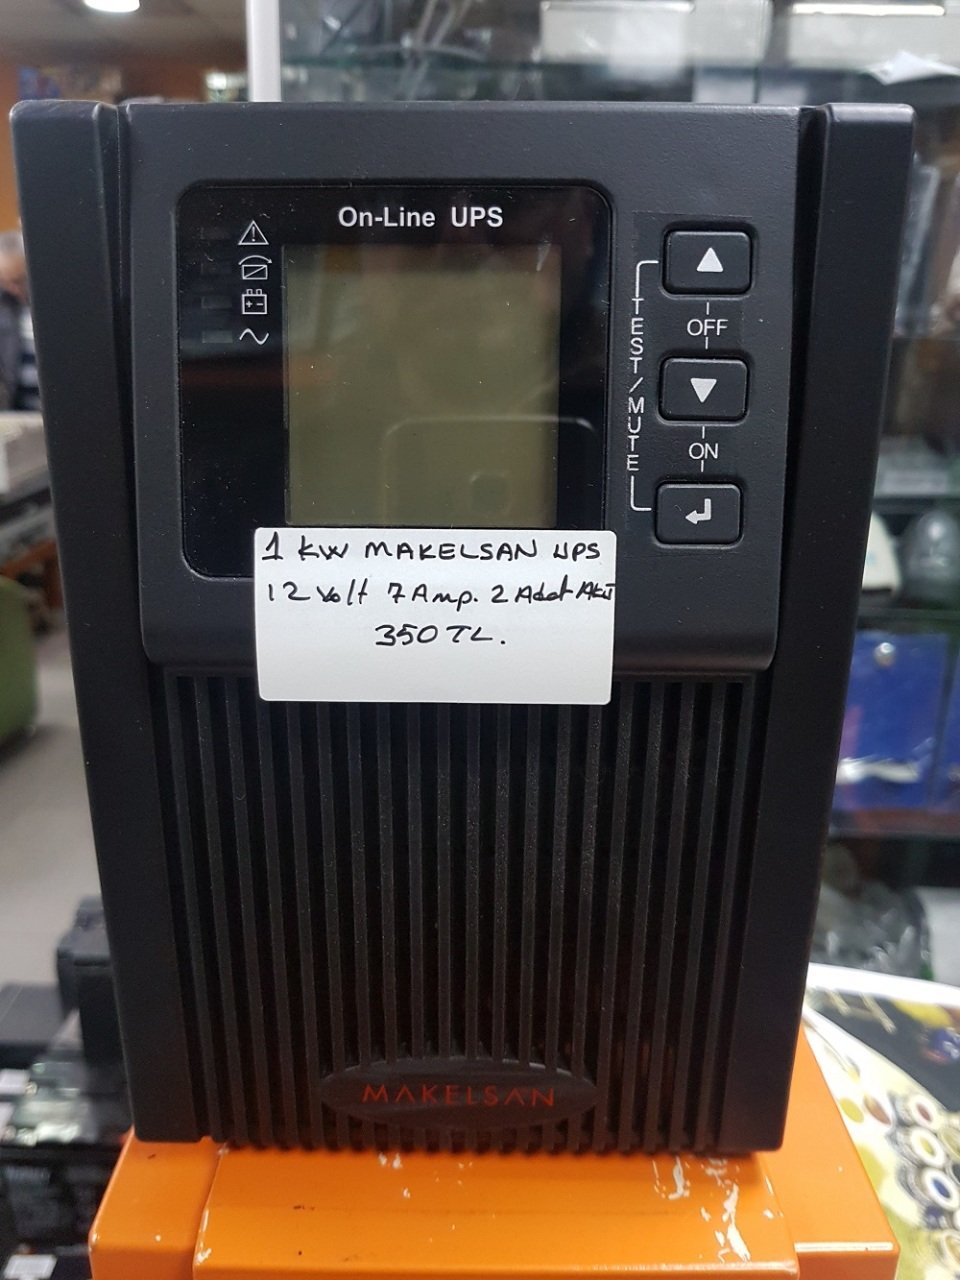 On-Line UPS
OFF
TEST/MUTE
ON
1 KW MAKELSAN UPS
12 Volt 7 Amp. 2 Adet AKÜ
350 TL.
MAKELSAN